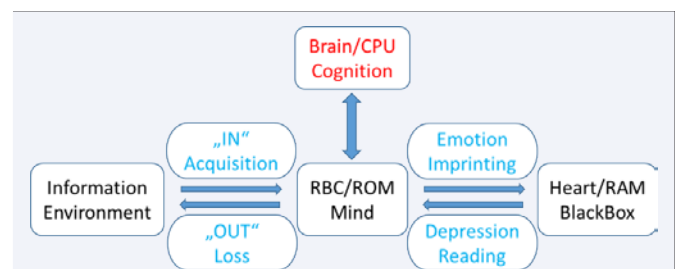 Brain/CPU
Cognition
„IN“
Acquisition
Emotion
Imprinting
Information
Environment
RBC/ROM
Mind
Heart/RAM
BlackBox
„OUT“
Loss
Depression
Reading